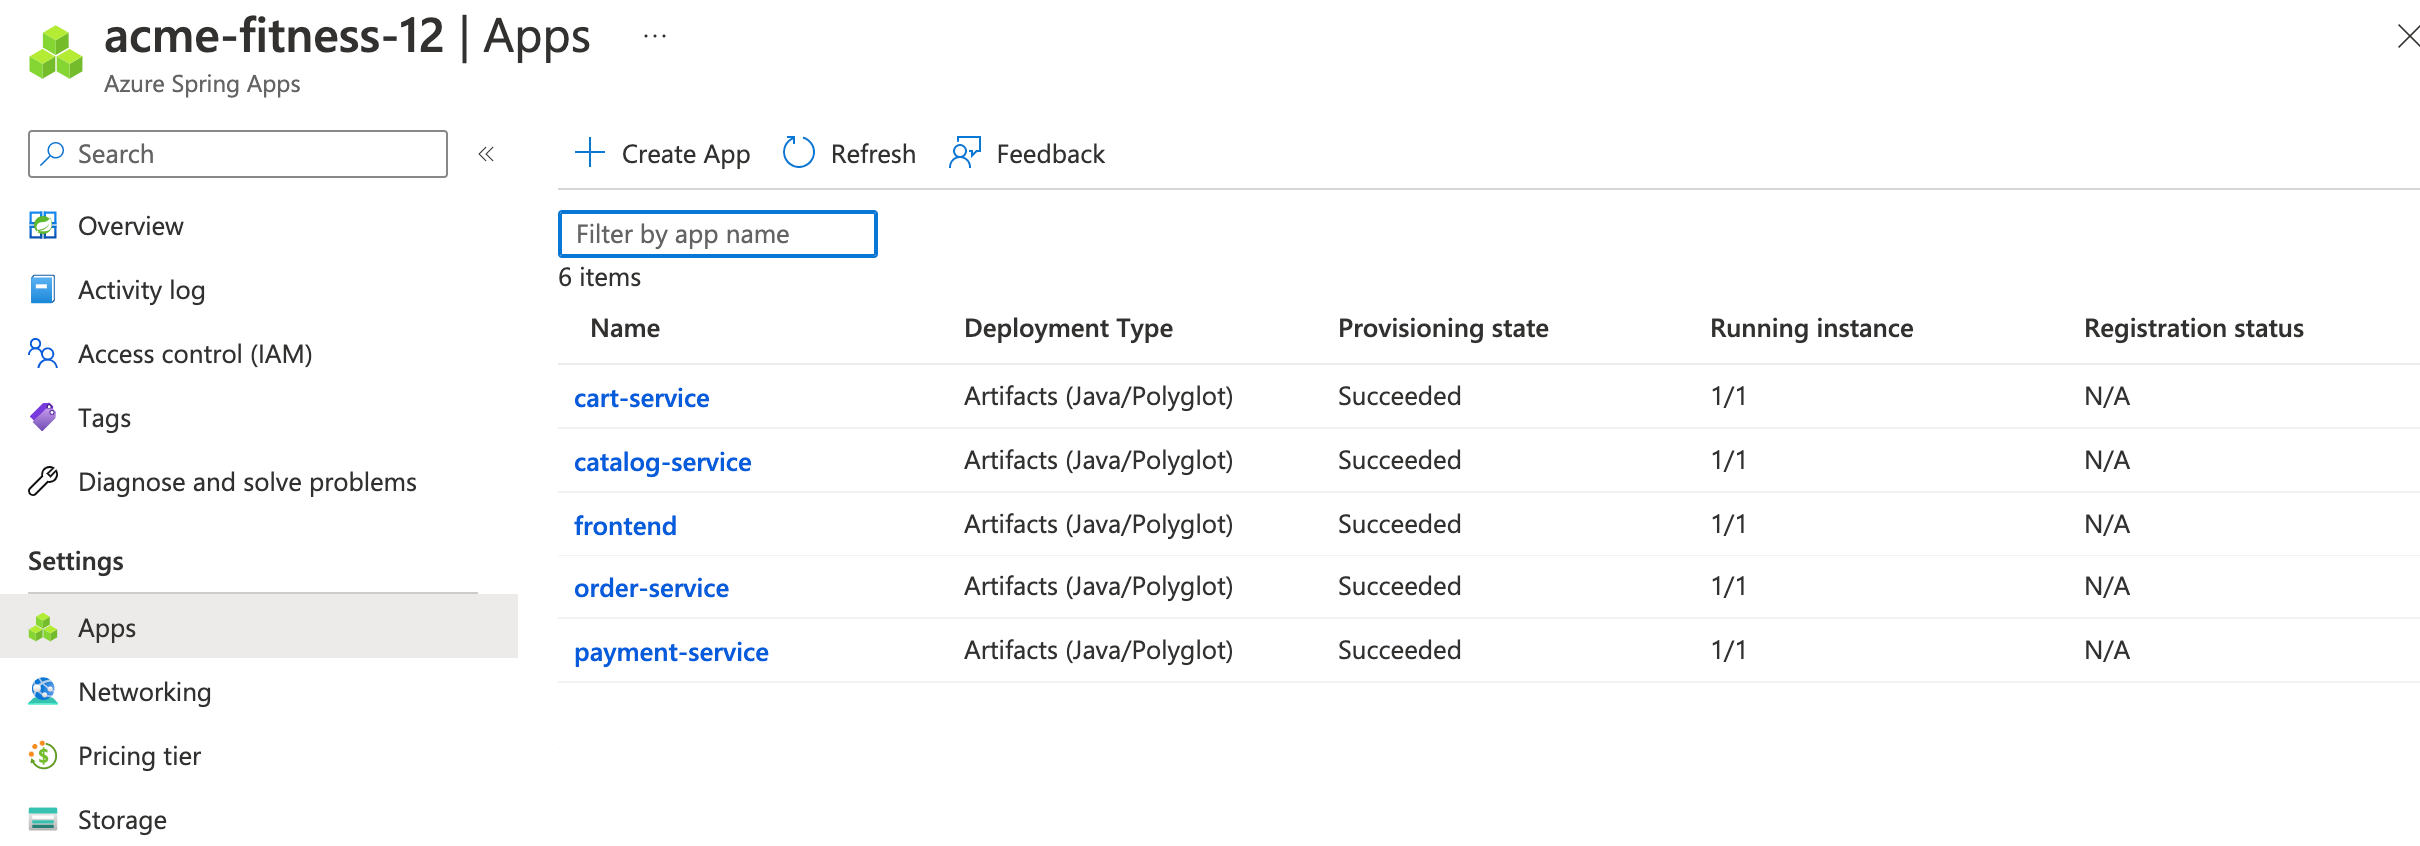 acme-fitness-12 | Apps ...
Azure Spring Apps
Search «
Overview
Activity log
Access control (IAM)
Tags
Diagnose and solve problems
Settings
Apps
Networking
Pricing tier
Storage
Create App Refresh Feedback
Filter by app name
6 items
Name Deployment Type Provisioning state Running instance Registration status
cart-service Artifacts (Java/Polyglot) Succeeded 1/1 N/A
catalog-service Artifacts (Java/Polyglot) Succeeded 1/1 N/A
frontend Artifacts (Java/Polyglot) Succeeded 1/1 N/A
order-service Artifacts (Java/Polyglot) Succeeded 1/1 N/A
payment-service Artifacts (Java/Polyglot) Succeeded 1/1 N/A